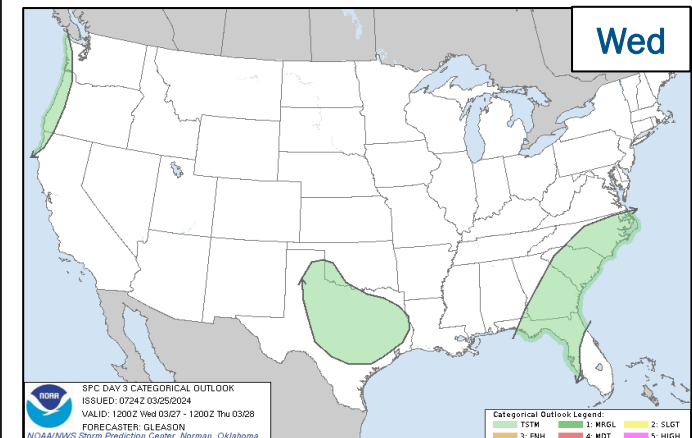 Wed
NOAA
SPC DAY 3 CATEGORICAL OUTLOOK
ISSUED: 0724Z 03/25/2024
VALID: 1200Z Wed 03/27 - 1200Z Thu 03/28
FORECASTER: GLEASON
NOAA/NWS Storm Prediction Center, Norman, Oklahoma
Categorical Outlook Legend:
TSTM 1: MRGL 2: SLGT
3: ENH 4: MDT 5: HIGH